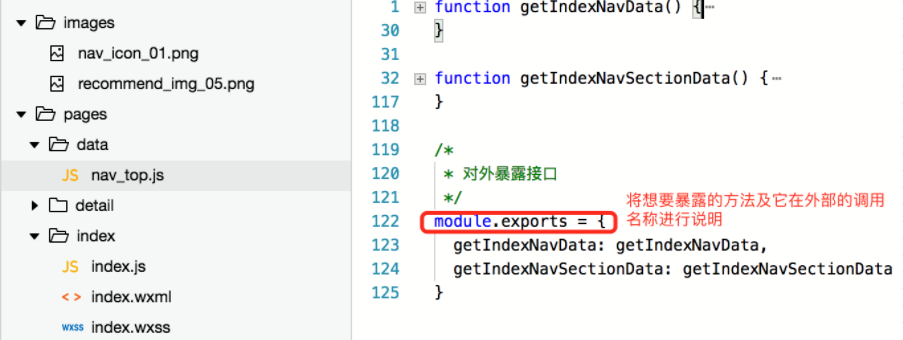 images
nav_icon_01.png
recommend_img_05.png
pages
data
JS nav_top.js
detail
index
JS index.js
< > index.wxml
wxss index.wxss
1 function getIndexNavData() {…
30 }
31
32 function getIndexNavSectionData() {…
117 }
118
119 /*
120 * 对外暴露接口
121 */
122 module.exports = {
123 getIndexNavData: getIndexNavData,
124 getIndexNavSectionData: getIndexNavSectionData
125 }
将想要暴露的方法及它在外部的调用
名称进行说明